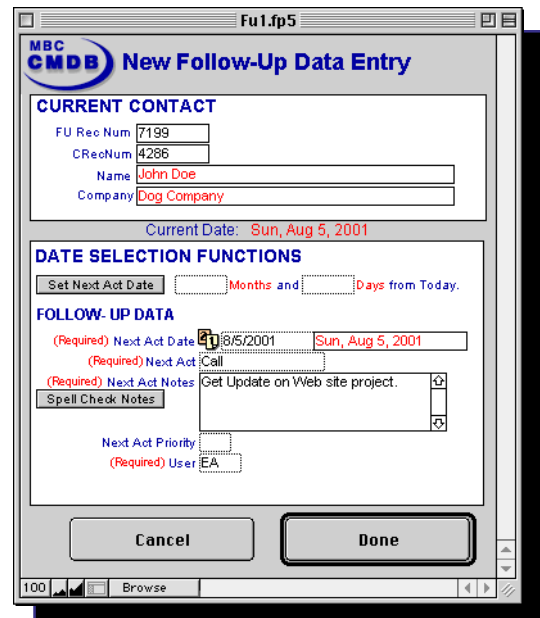 Fu1.fp5
MBC
CMDB New Follow-Up Data Entry
CURRENT CONTACT
FU Rec Num 7199
CRecNum 4286
Name John Doe
Company Dog Company
Current Date: Sun, Aug 5, 2001
DATE SELECTION FUNCTIONS
Set Next Act Date Months and Days from Today.
FOLLOW- UP DATA
(Required) Next Act Date 21 8/5/2001 Sun, Aug 5, 2001
(Required) Next Act Call
(Required) Next Act Notes Get Update on Web site project.
Spell Check Notes
Next Act Priority
(Required) User EA
Cancel Done
100 Browse